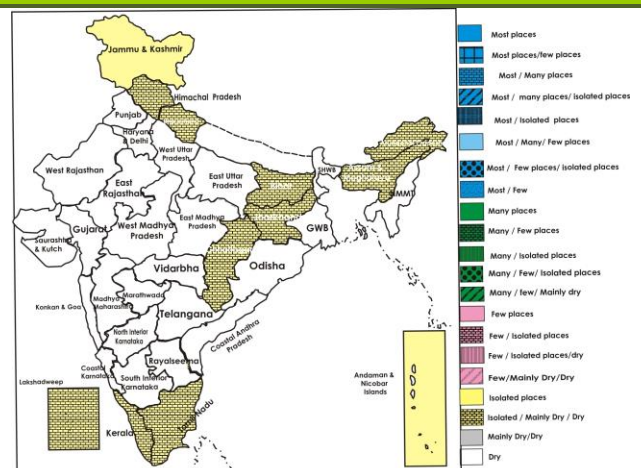 Jammu & Kashmir
Himachal Pradesh
Punjab
Haryana
& Delhi
West Uttar
Pradesh
West Rajasthan
East
Rajasthan
East Uttar
Pradesh
Bihar
SHWB
NMMT
Jharkhand
GWB
Gujarat
West Madya
Pradesh
East Madya
Pradesh
Saurashtra
& Kutch
Vidarbha
Odisha
Konkan & Goa
Madhya
Maharashtra
Marathwada
Telangana
North Interior
Karnataka
Coastal Andhra
Pradesh
Rayalseema
Coastal
Karnataka
South Interior
Karnataka
Lakshadweep
Kerala
Tamil Nadu
Andaman &
Nicobar
Islands
Most places
Most places/few places
Most / Many places
Most / many places/ Isolated places
Most / Isolated places
Most / Many/ Few places
Most / Few places/ isolated places
Most / Few
Many places
Many / Few places
Many / Isolated places
Many / Few/ Isolated places
Many / few/ Mainly dry
Few places
Few / Isolated places
Few / Isolated places/dry
Few/Mainly Dry/Dry
Isolated places
Isolated / Mainly Dry / Dry
Mainly Dry/Dry
Dry